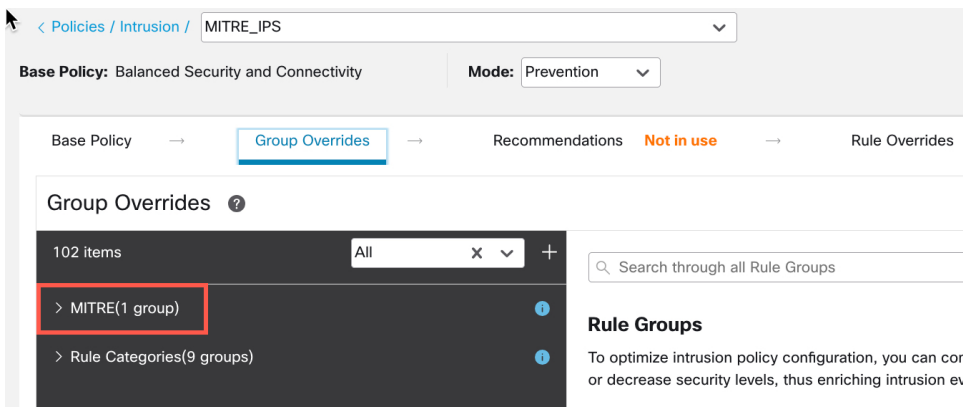 < Policies / Intrusion / MITRE_IPS
Base Policy: Balanced Security and Connectivity Mode: Prevention
Base Policy → Group Overrides → Recommendations Not in use → Rule Overrides
Group Overrides ?
102 items All X +
> MITRE(1 group) i
Search through all Rule Groups
Rule Groups
> Rule Categories(9 groups) i
To optimize intrusion policy configuration, you can
or decrease security levels, thus enriching intrusion